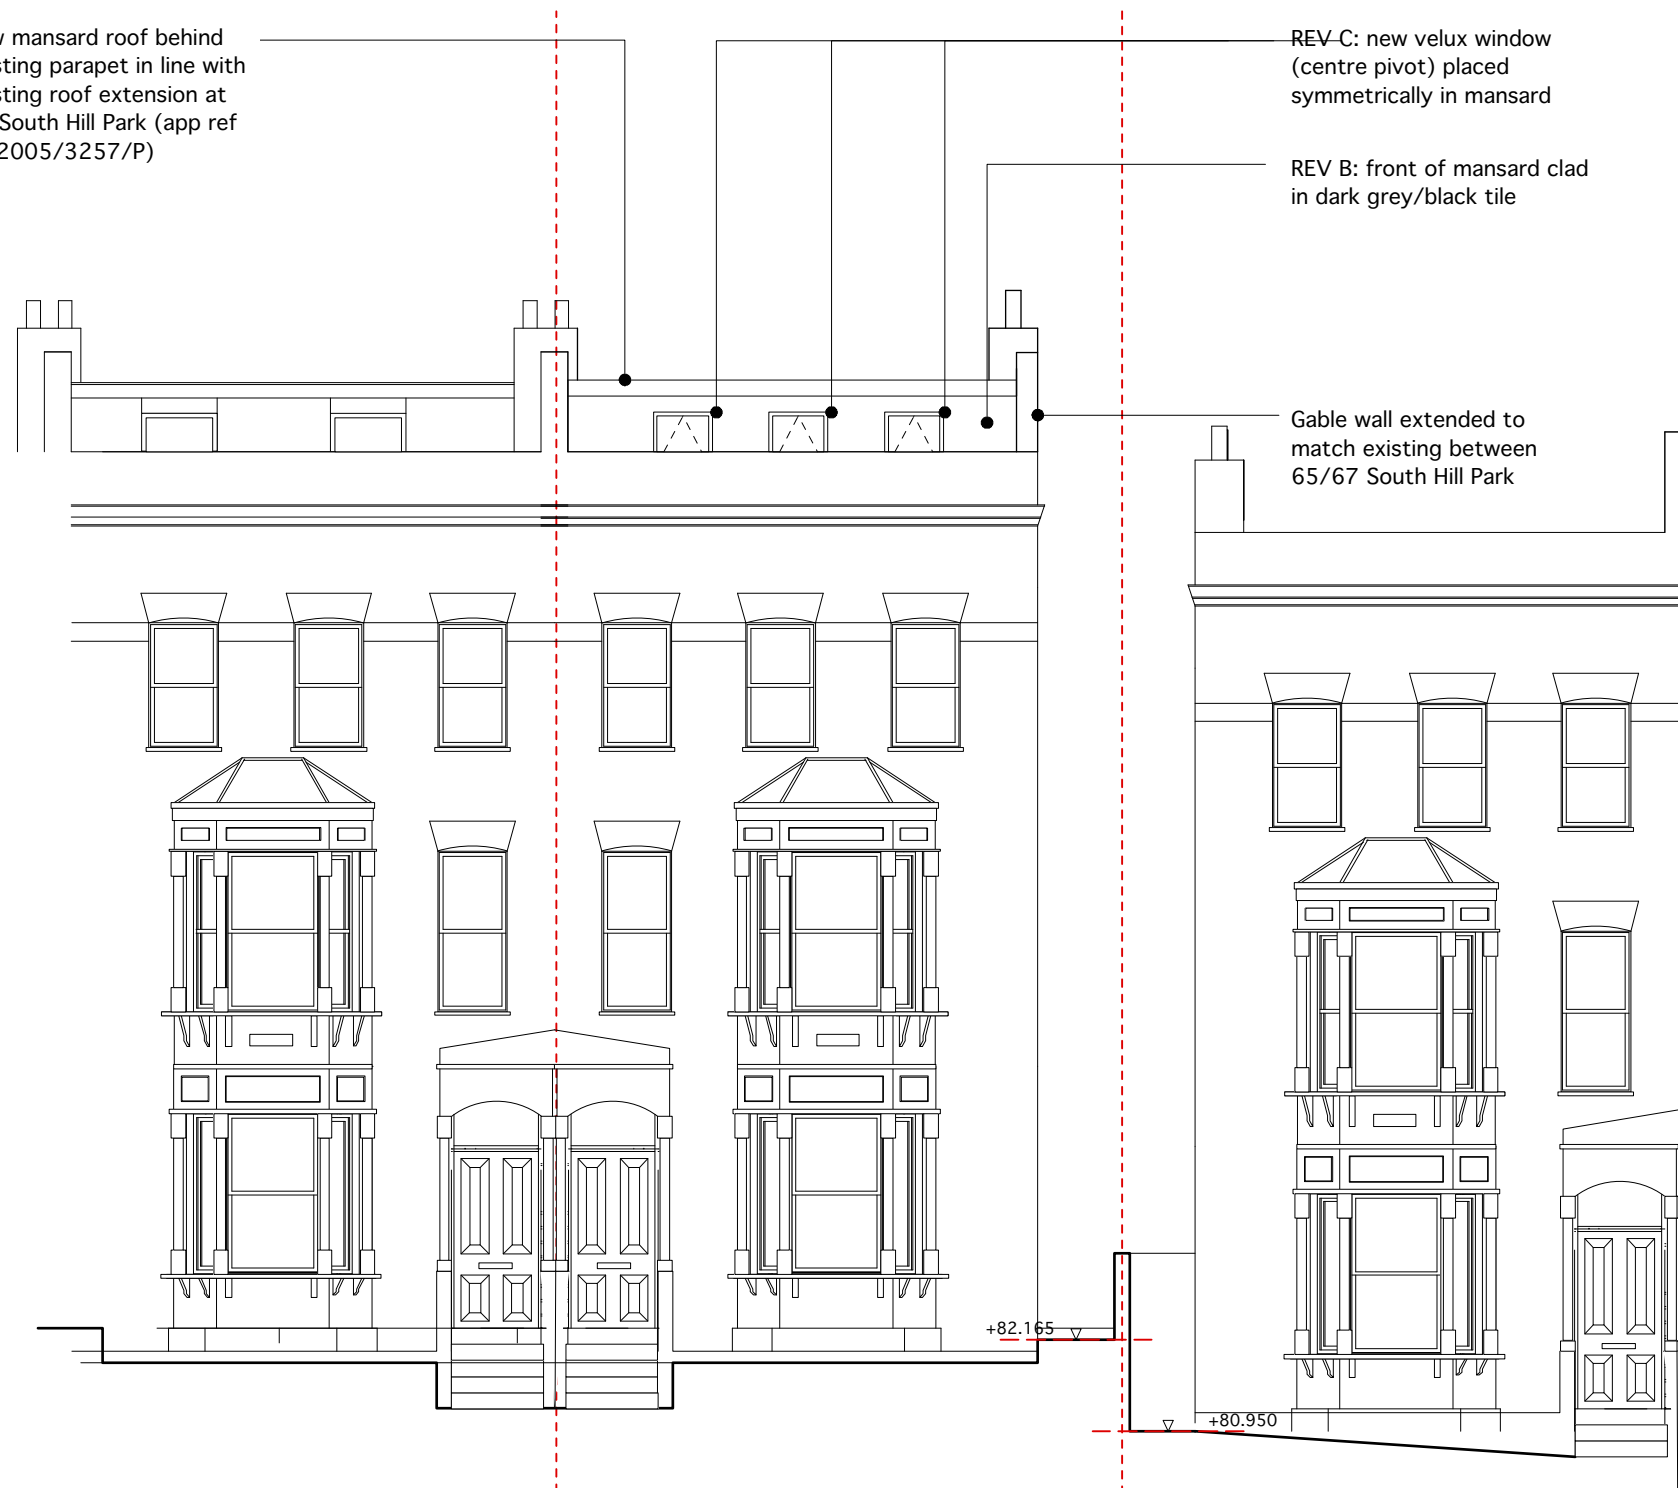 mansard roof behind
parapet in line with
roof extension at
South Hill Park (app ref
2005/3257/P)
REV C: new velux window
(centre pivot) placed
symmetrically in mansard
REV B: front of mansard clad
in dark grey/black tile
Gable wall extended to
match existing between
65/67 South Hill Park
+82.165
+80.950